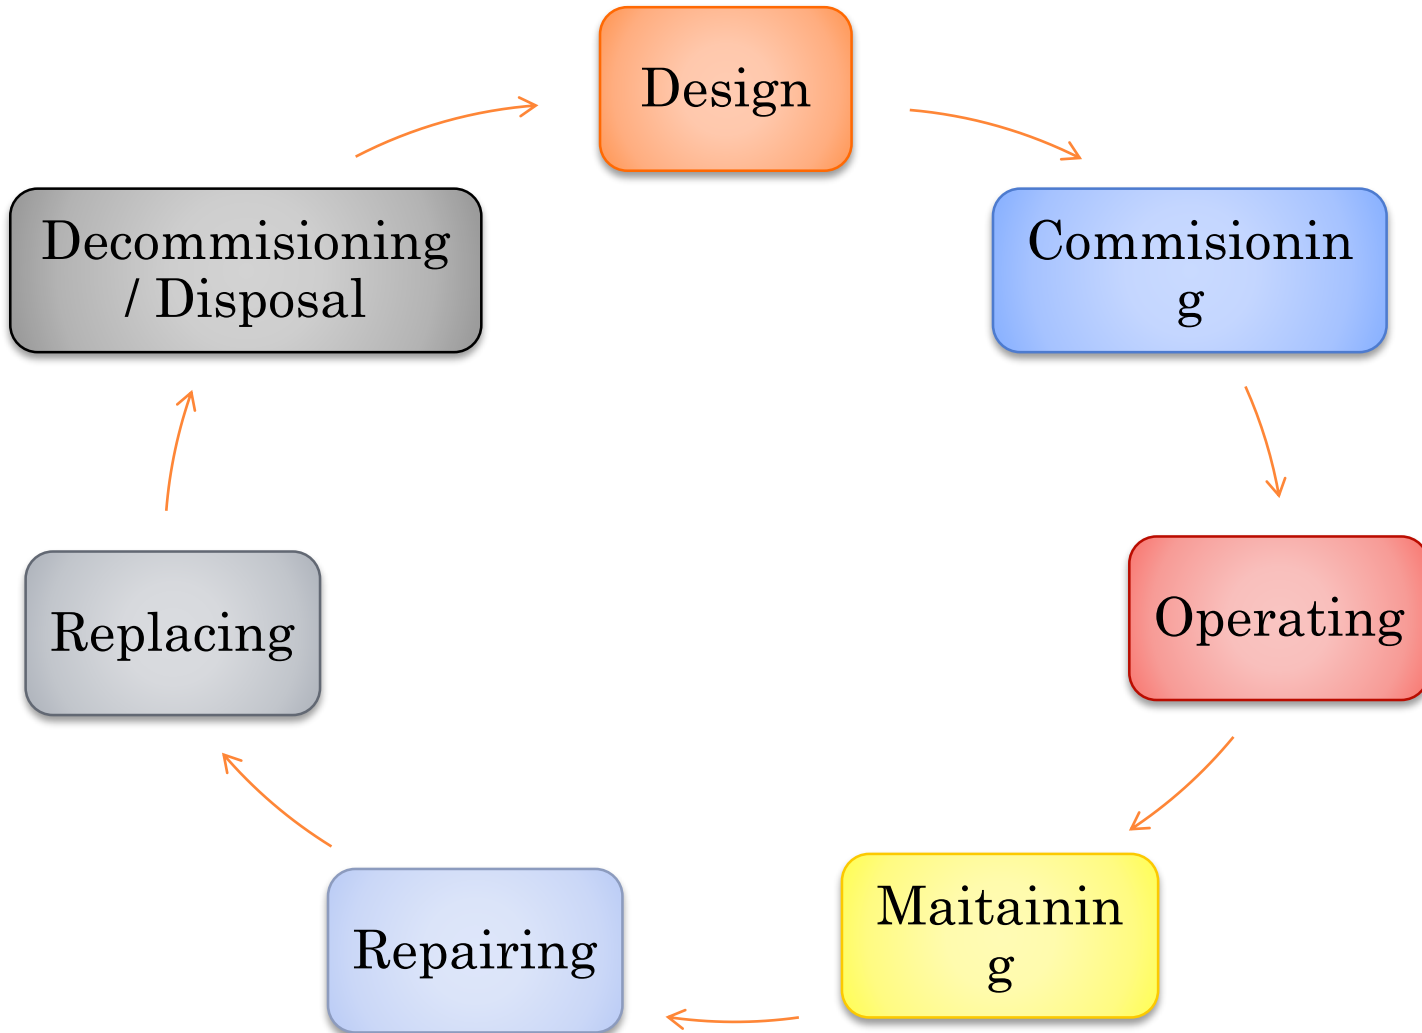 Design
Commisionin
g
Operating
Maitainin
g
Repairing
Replacing
Decommisioning
/ Disposal